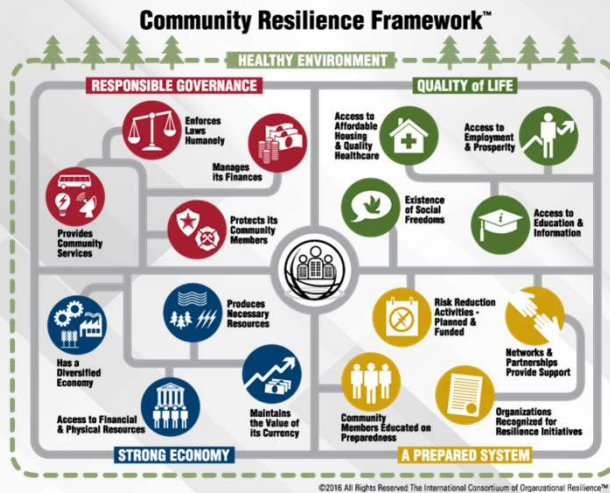 Community Resilience Framework™
HEALTHY ENVIRONMENT
RESPONSIBLE GOVERNANCE
Enforces
Laws
Humanely
Manages
its Finances
Provides
Community
Services
Protects its
Community
Members
QUALITY of LIFE
Access to
Affordable
Housing
& Quality
Healthcare
Access to
Employment
& Prosperity
Existence
of Social
Freedoms
Access to
Education &
Information
Has a
Diversified
Economy
Produces
Necessary
Resources
Access to Financial
& Physical Resources
Maintains
the Value of
its Currency
STRONG ECONOMY
Risk Reduction
Activities -
Planned &
Funded
Networks &
Partnerships
Provide Support
Community
Members Educated on
Preparedness
Organizations
Recognized for
Resilience Initiatives
A PREPARED SYSTEM
©2016 All Rights Reserved The International Consortium of Organzational Resilience™